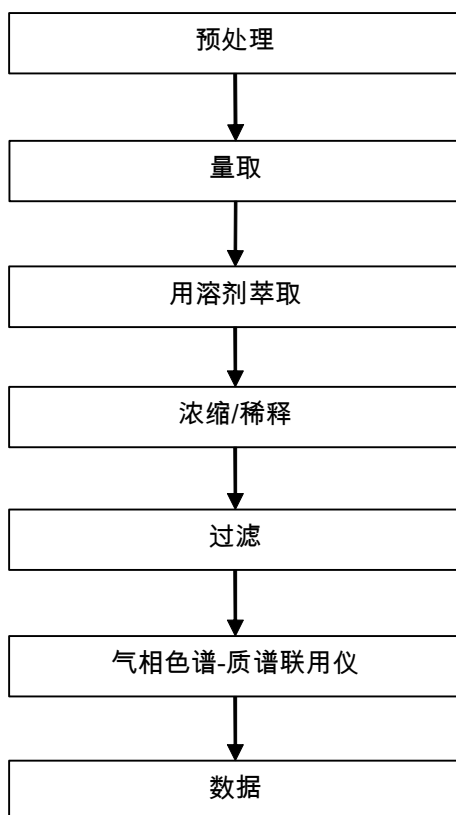 预处理
量取
用溶剂萃取
浓缩/稀释
过滤
气相色谱-质谱联用仪
数据